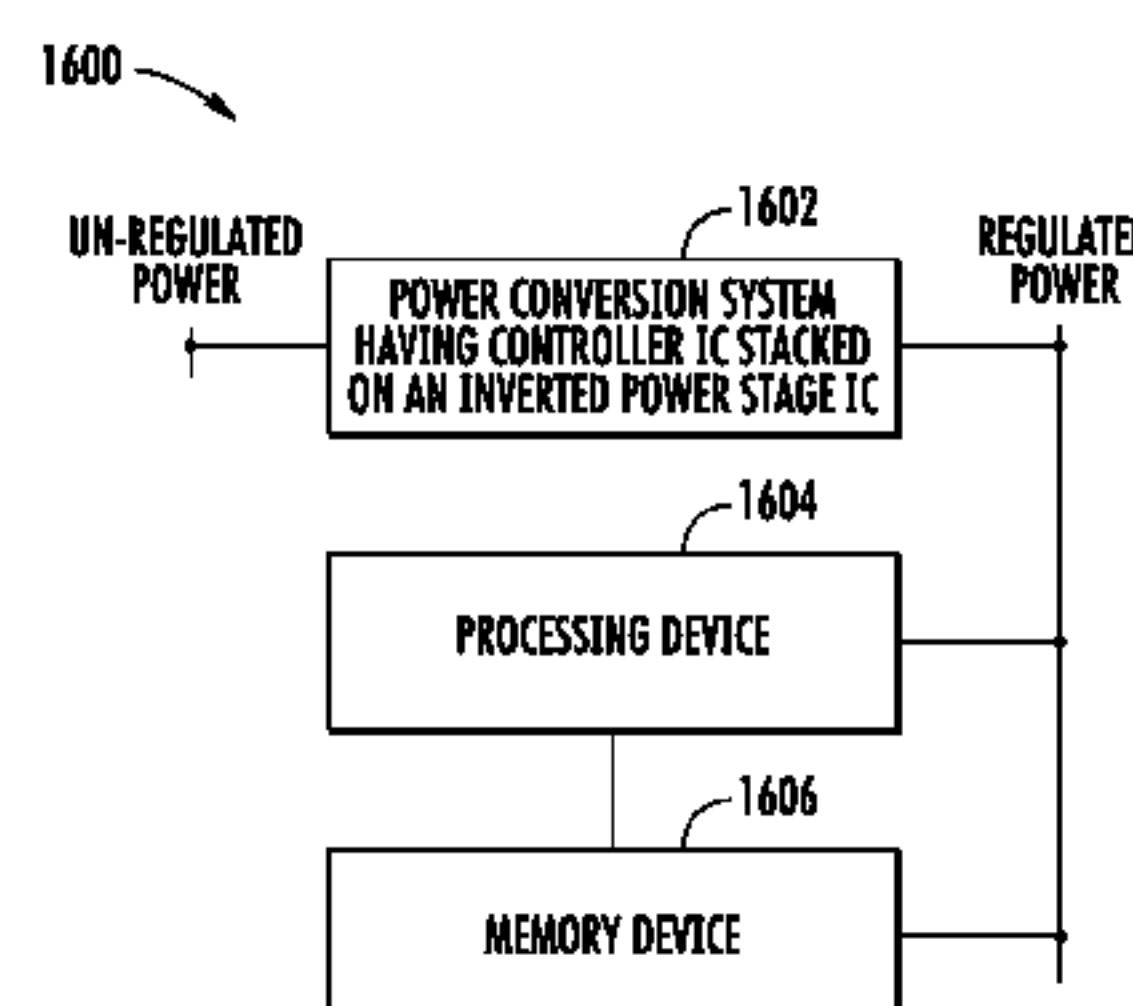 1600
1602
UN-REGULATED
POWER
REGULATED
POWER
POWER CONVERSION SYSTEM
HAVING CONTROLLER IC STACKED
ON AN INVERTED POWER STAGE IC
1604
PROCESSING DEVICE
1606
MEMORY DEVICE